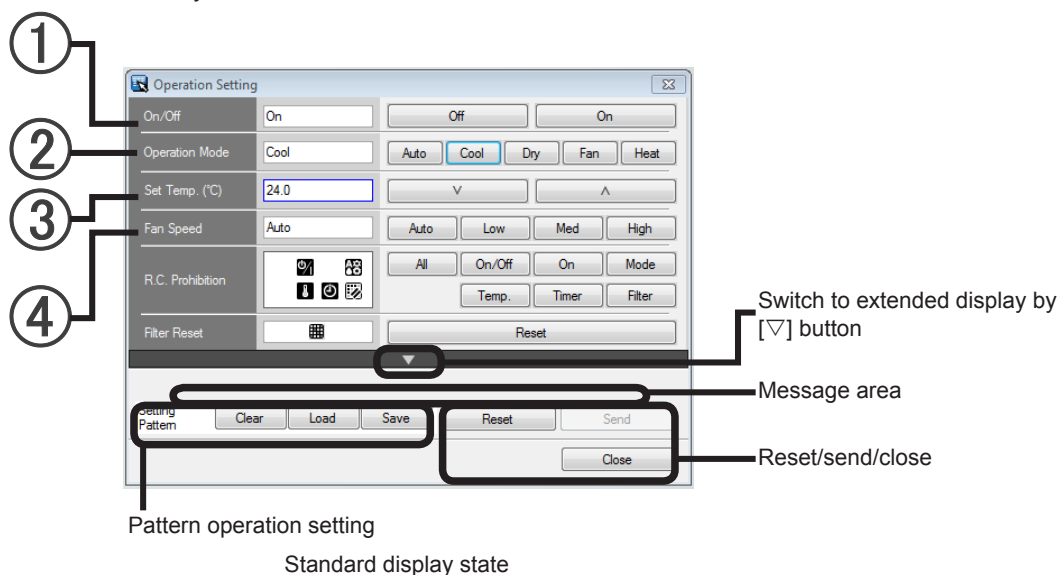 1
Operation Setting
On/Off On Off On
2
Operation Mode Cool Auto Cool Dry Fan Heat
3
Set Temp. (°C) 24.0 ∨ ∧
4
Fan Speed Auto Auto Low Med High
R.C. Prohibition All On/Off On Mode
Temp. Timer Filter
Filter Reset Reset
Switch to extended display by
[▽] button
Message area
Setting
Pattern Clear Load Save Reset Send
Close
Reset/send/close
Pattern operation setting
Standard display state